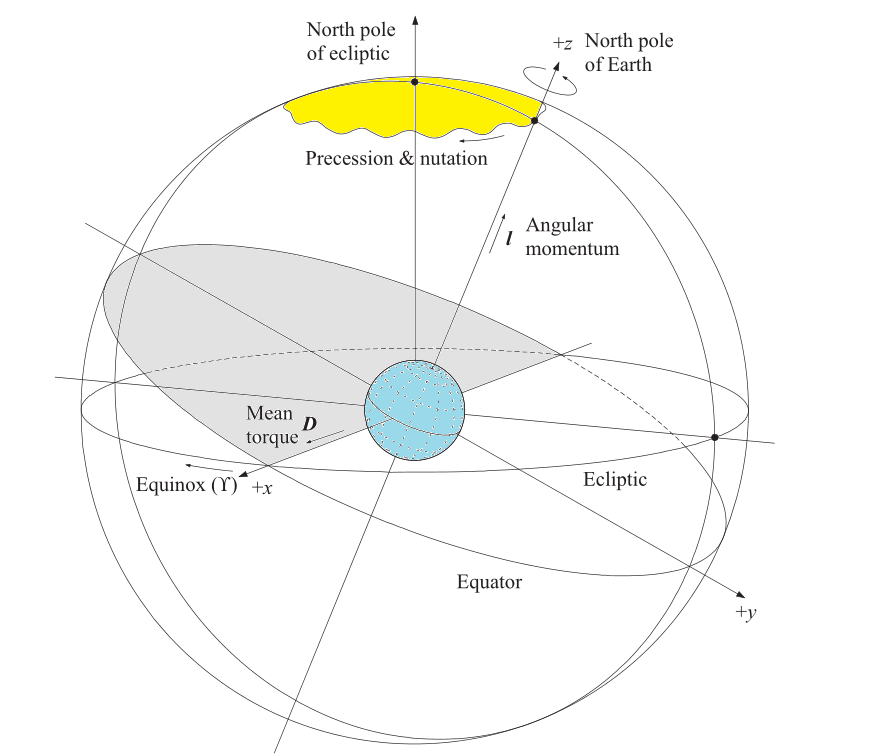 North pole
of ecliptic
+z
North pole
of Earth
Precession & nutation
l
Angular
momentum
Mean
torque
D
Equinox (ϒ)
+x
Ecliptic
Equator
+y